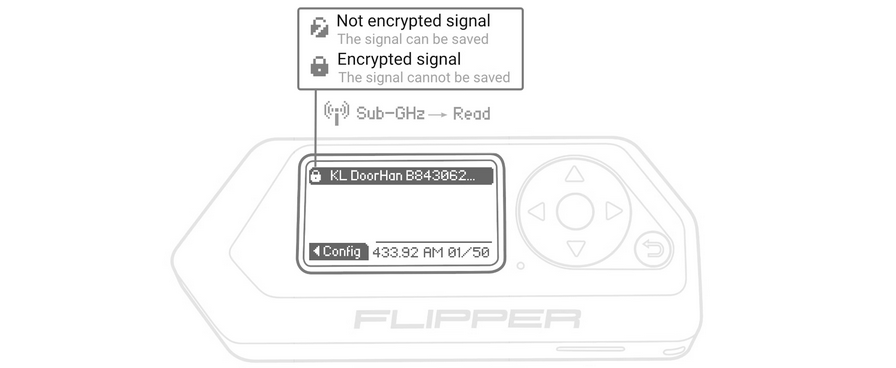 Not encrypted signal
The signal can be saved
Encrypted signal
The signal cannot be saved
Sub-GHz → Read
KL DoorHan B843062...
Config 433.92 AM 01/50
FLIPPER